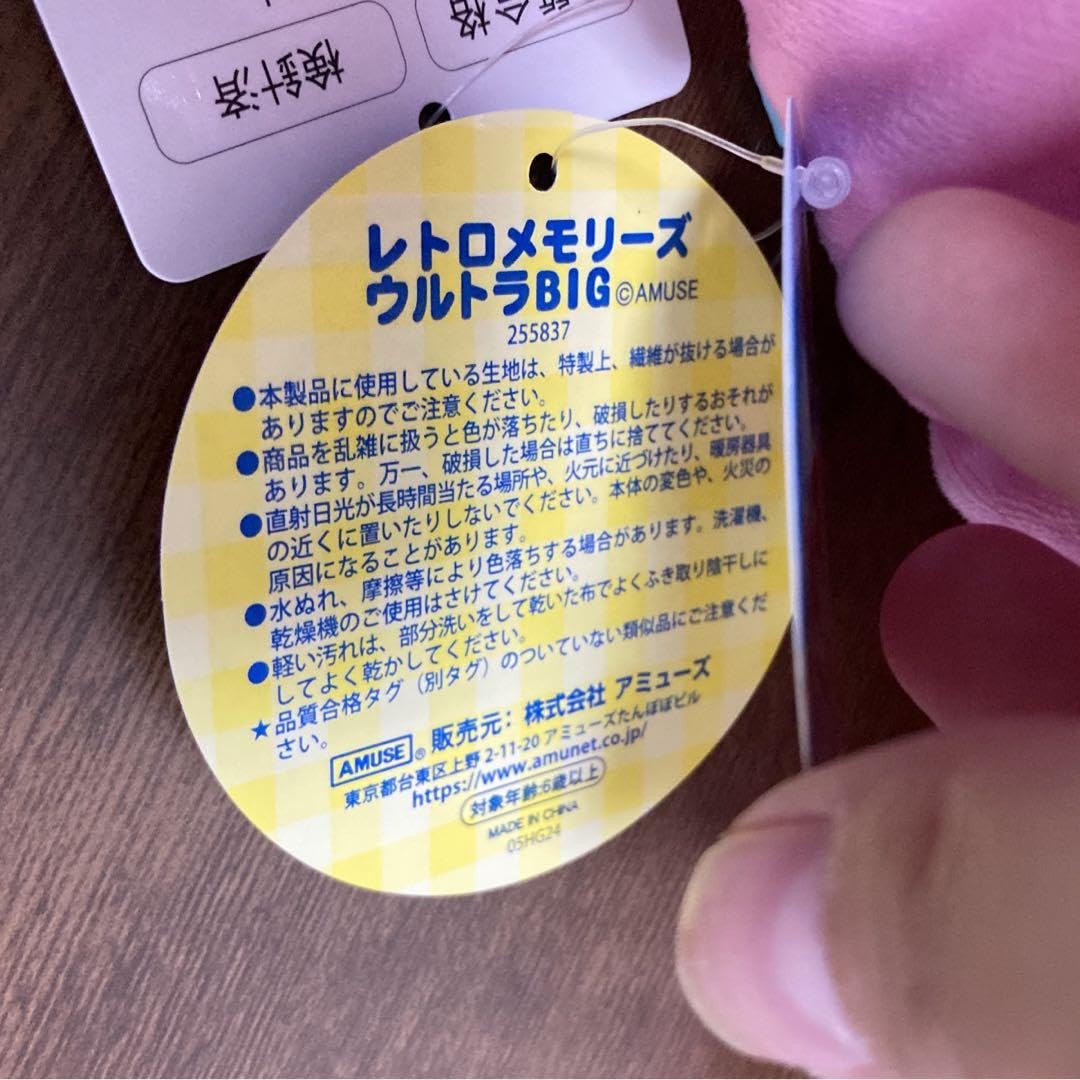 質合格
検針済
レトロメモリーズ
ウルトラBIG ©AMUSE
255837
●本製品に使用している生地は、特製上、繊維が抜ける場合が
ありますのでご注意ください。
●商品を乱雑に扱うと色が落ちたり、破損したりするおそれが
あります。万一、破損した場合は直ちに捨ててください。
●直射日光が長時間当たる場所や、火元に近づけたり、暖房器具
の近くに置いたりしないでください。本体の変色や、火災の
原因になることがあります。
●水ぬれ、摩擦等により色落ちする場合があります。洗濯機、
乾燥機のご使用はさけてください。
●軽い汚れは、部分洗いをして乾いた布でよくふき取り陰干しに
してよく乾かしてください。
★品質合格タグ（別タグ）のついていない類似品にご注意くだ
さい。
AMUSE® 販売元：株式会社 アミューズ
東京都台東区上野 2-11-20 アミューズたんぽぽビル
https://www.amunet.co.jp/
対象年齢:6歳以上
MADE IN CHINA
05HG24